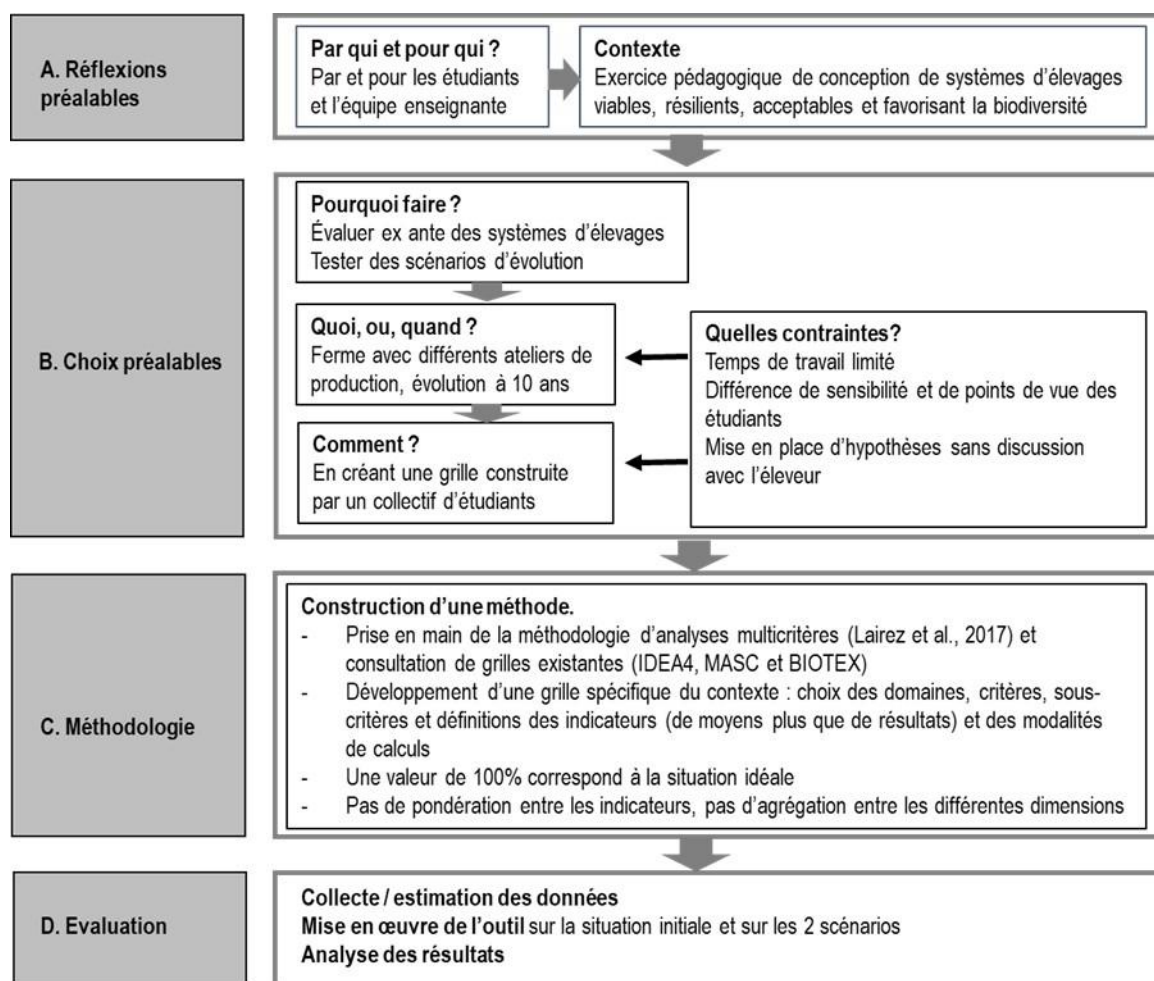 A. Réflexions
préalables
Par qui et pour qui ?
Par et pour les étudiants
et l'équipe enseignante
Contexte
Exercice pédagogique de conception de systèmes d'élevages
viables, résilients, acceptables et favorisant la biodiversité
B. Choix préalables
Pourquoi faire ?
Évaluer ex ante des systèmes d'élevages
Tester des scénarios d'évolution
Quoi, ou, quand ?
Ferme avec différents ateliers de
production, évolution à 10 ans
Comment ?
En créant une grille construite
par un collectif d'étudiants
Quelles contraintes?
Temps de travail limité
Différence de sensibilité et de points de vue des
étudiants
Mise en place d'hypothèses sans discussion
avec l'éleveur
C. Méthodologie
Construction d'une méthode.
- Prise en main de la méthodologie d'analyses multicritères (Lairez et al., 2017) et
consultation de grilles existantes (IDEA4, MASC et BIOTEX)
- Développement d'une grille spécifique du contexte : choix des domaines, critères, sous-
critères et définitions des indicateurs (de moyens plus que de résultats) et des modalités
de calculs
- Une valeur de 100% correspond à la situation idéale
- Pas de pondération entre les indicateurs, pas d'agrégation entre les différentes dimensions
D. Evaluation
Collecte / estimation des données
Mise en œuvre de l'outil sur la situation initiale et sur les 2 scénarios
Analyse des résultats